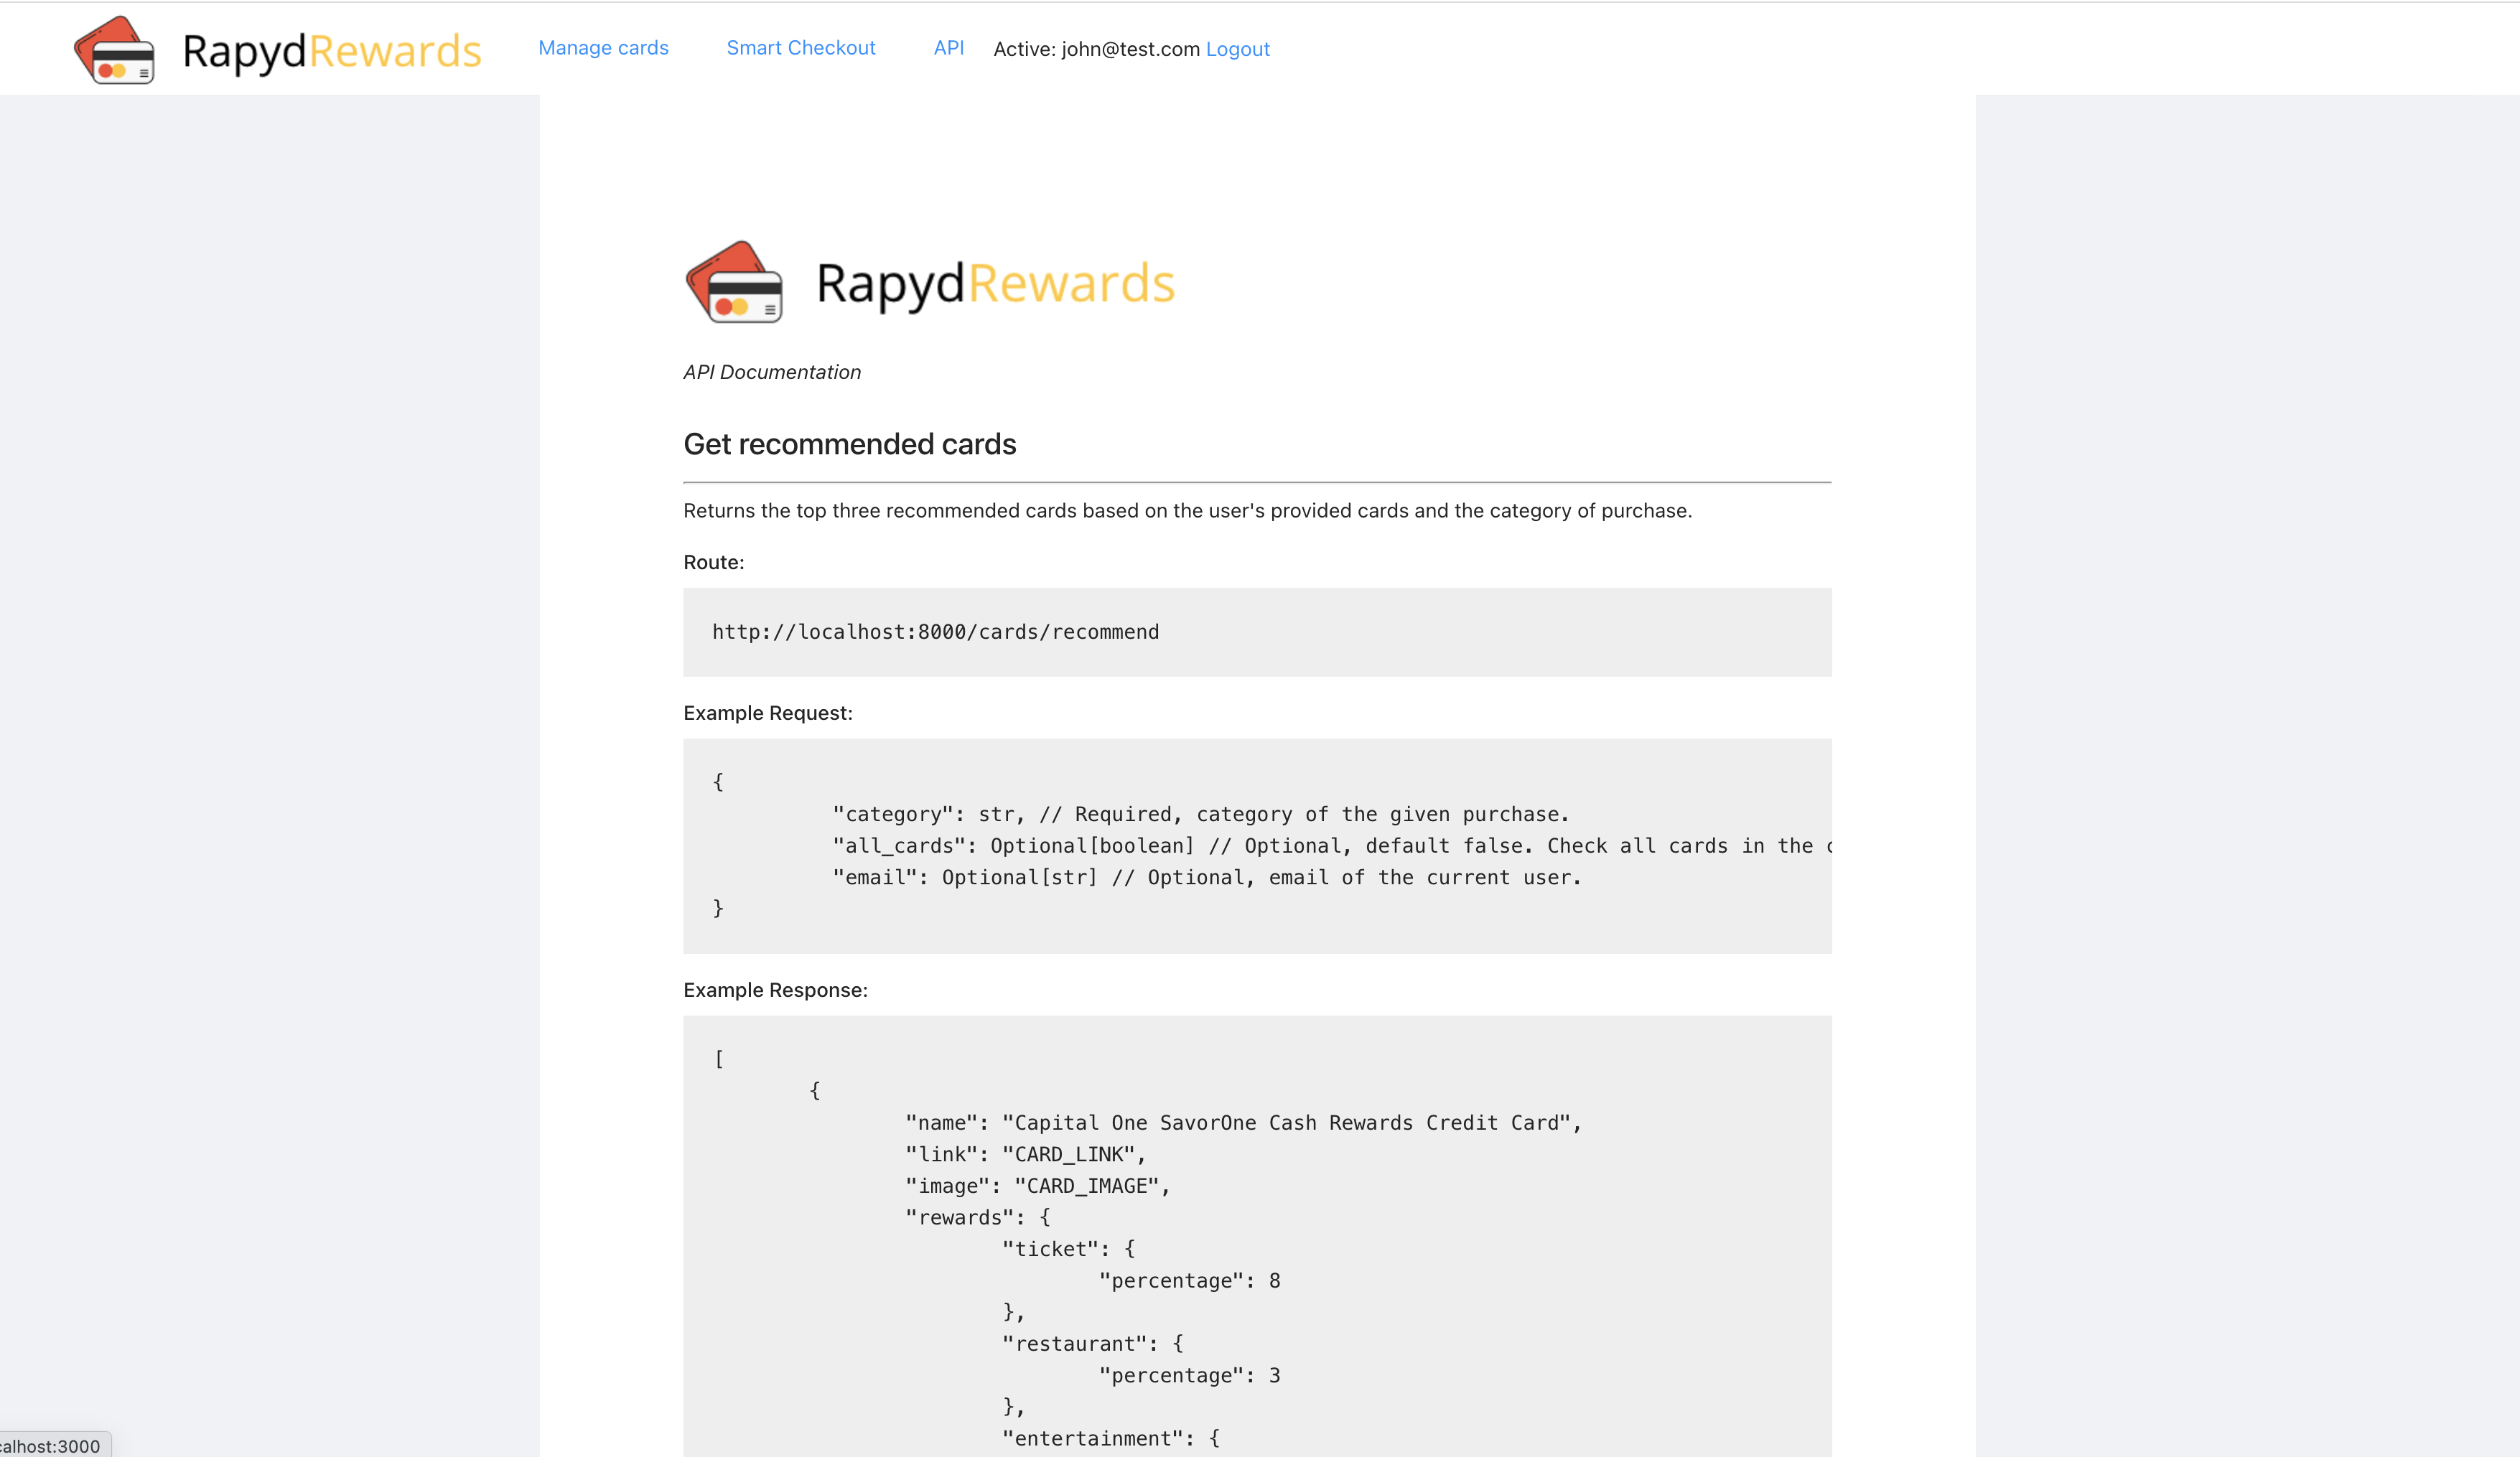 RapydRewards
Manage cards Smart Checkout API Active: john@test.com Logout
RapydRewards
API Documentation
Get recommended cards
Returns the top three recommended cards based on the user's provided cards and the category of purchase.
Route:
http://localhost:8000/cards/recommend
Example Request:
{
"category": str, // Required, category of the given purchase.
"all_cards": Optional[boolean] // Optional, default false. Check all cards in the
"email": Optional[str] // Optional, email of the current user.
}
Example Response:
[
{
"name": "Capital One SavorOne Cash Rewards Credit Card",
"link": "CARD_LINK",
"image": "CARD_IMAGE",
"rewards": {
"ticket": {
"percentage": 8
},
"restaurant": {
"percentage": 3
},
"entertainment": {
calhost:3000